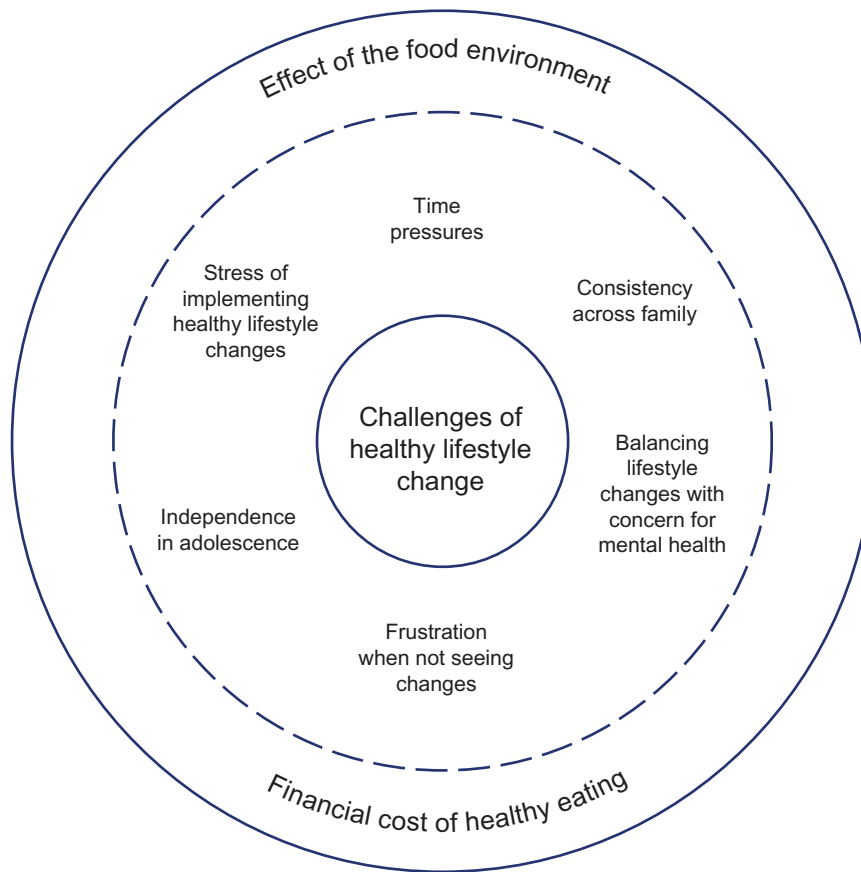 Effect of the food environment
Time
pressures
Stress of
implementing
healthy lifestyle
changes
Consistency
across family
Challenges of
healthy lifestyle
change
Balancing
lifestyle
changes with
concern for
mental health
Independence
in adolescence
Frustration
when not seeing
changes
Financial cost of healthy eating